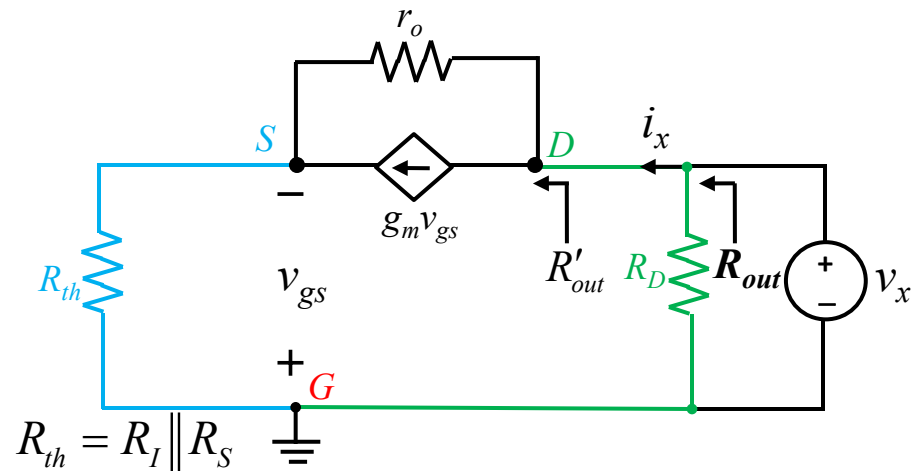 r_o
S
D
i_x
−
g_m v_gs
R_th
v_gs
R'_out
R_D
R_out
+
−
v_x
+
G
R_th = R_I || R_S